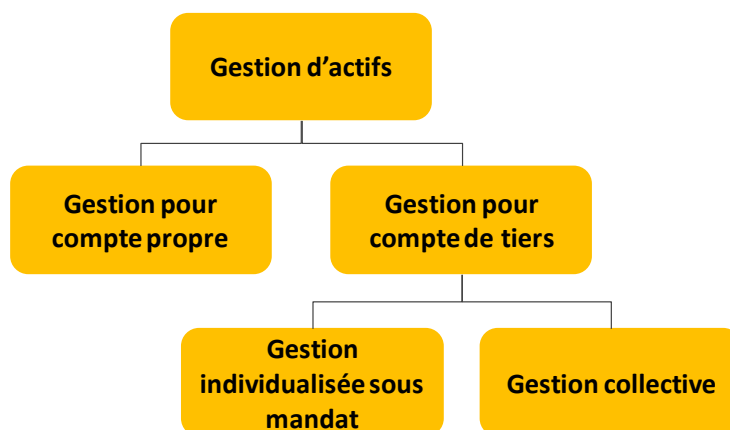 Gestion d’actifs
Gestion pour
compte propre
Gestion pour
compte de tiers
Gestion
individualisée sous
mandat
Gestion collective